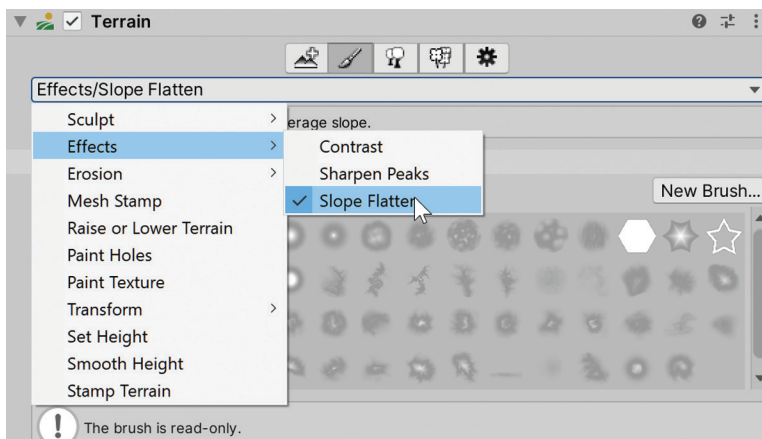 Terrain
Effects/Slope Flatten
Sculpt
erage slope.
Effects
Contrast
Erosion
Sharpen Peaks
Mesh Stamp
Slope Flatten
New Brush...
Raise or Lower Terrain
Paint Holes
Paint Texture
Transform
Set Height
Smooth Height
Stamp Terrain
The brush is read-only.